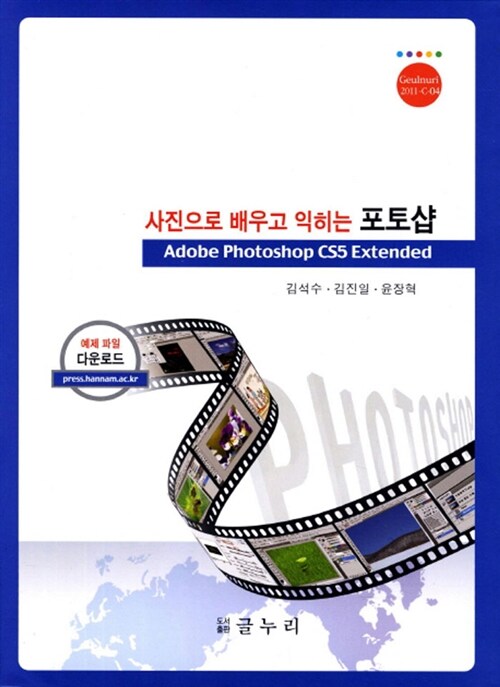 Geulnuri
2011-C-04
사진으로 배우고 익히는 포토샵
Adobe Photoshop CS5 Extended
김석수 · 김진일 · 윤장혁
예제 파일
다운로드
press.hannam.ac.kr
PHOTOSHOP
도서
출판 글누리